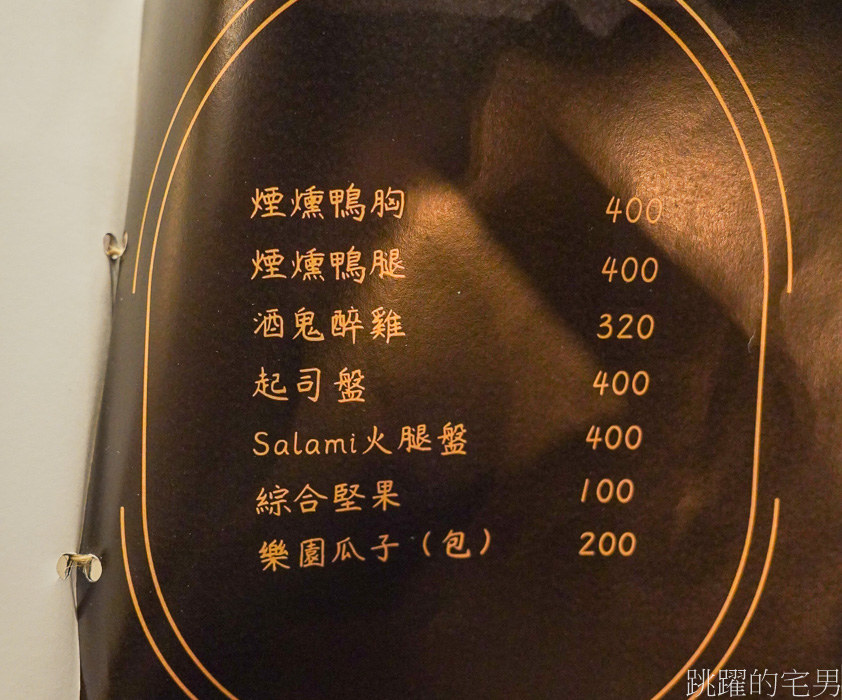 煙燻鴨胸 400
煙燻鴨腿 400
酒鬼醉雞 320
起司盤 400
Salami火腿盤 400
綜合堅果 100
樂園瓜子（包） 200
跳躍的宅男